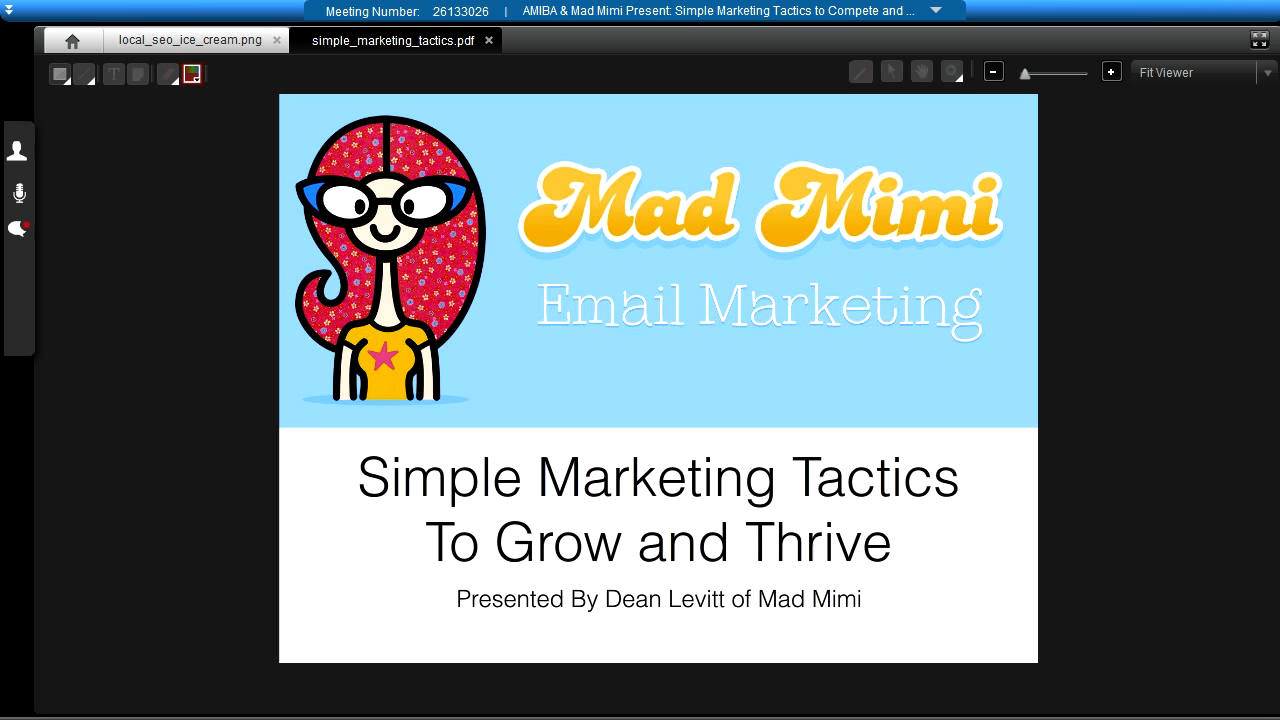 Meeting Number: 26133026 | AMIBA & Mad Mimi Present: Simple Marketing Tactics to Compete and ...
local_seo_ice_cream.png simple_marketing_tactics.pdf
T Fit Viewer
Mad Mimi
Email Marketing
Simple Marketing Tactics
To Grow and Thrive
Presented By Dean Levitt of Mad Mimi